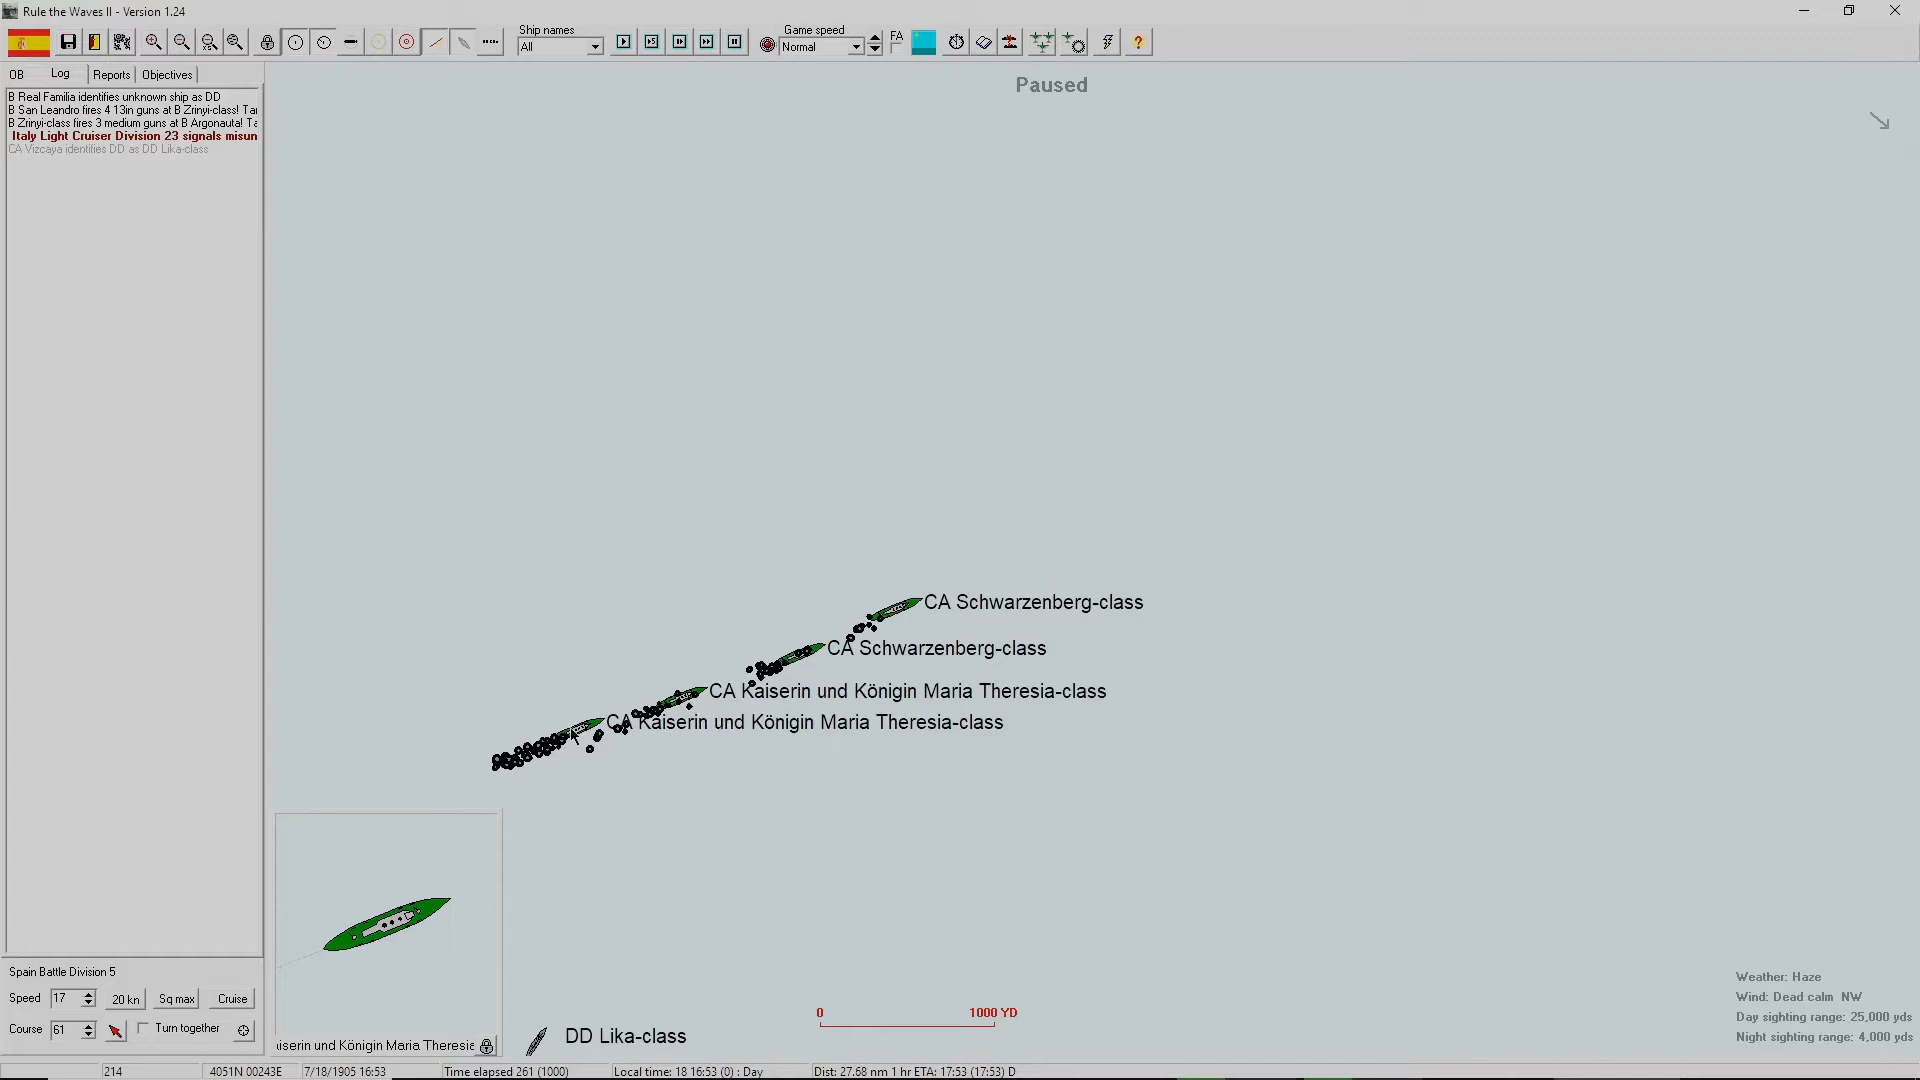 Rule the Waves II - Version 1.24
Ship names
All
Game speed
Normal
FA
OB
Log
Reports
Objectives
B Real Familia identifies unknown ship as DD
B San Leandro fires 4 13in guns at B Zrinyi-class! Tar
B Zrinyi-class fires 3 medium guns at B Argonauta! Ta
Italy Light Cruiser Division 23 signals misun
CA Vizcaya identifies DD as DD Lika-class
Paused
CA Schwarzenberg-class
CA Schwarzenberg-class
CA Kaiserin und Königin Maria Theresia-class
CA Kaiserin und Königin Maria Theresia-class
Spain Battle Division 5
Speed
17
20 kn
Sq max
Cruise
Course
61
Turn together
iserin und Königin Maria Theresia
DD Lika-class
0
1000 YD
Weather: Haze
Wind: Dead calm NW
Day sighting range: 25,000 yds
Night sighting range: 4,000 yds
214
4051N 00243E
7/18/1905 16:53
Time elapsed 261 (1000)
Local time: 18 16:53 (0) : Day
Dist: 27.68 nm 1 hr ETA: 17:53 (17:53) D